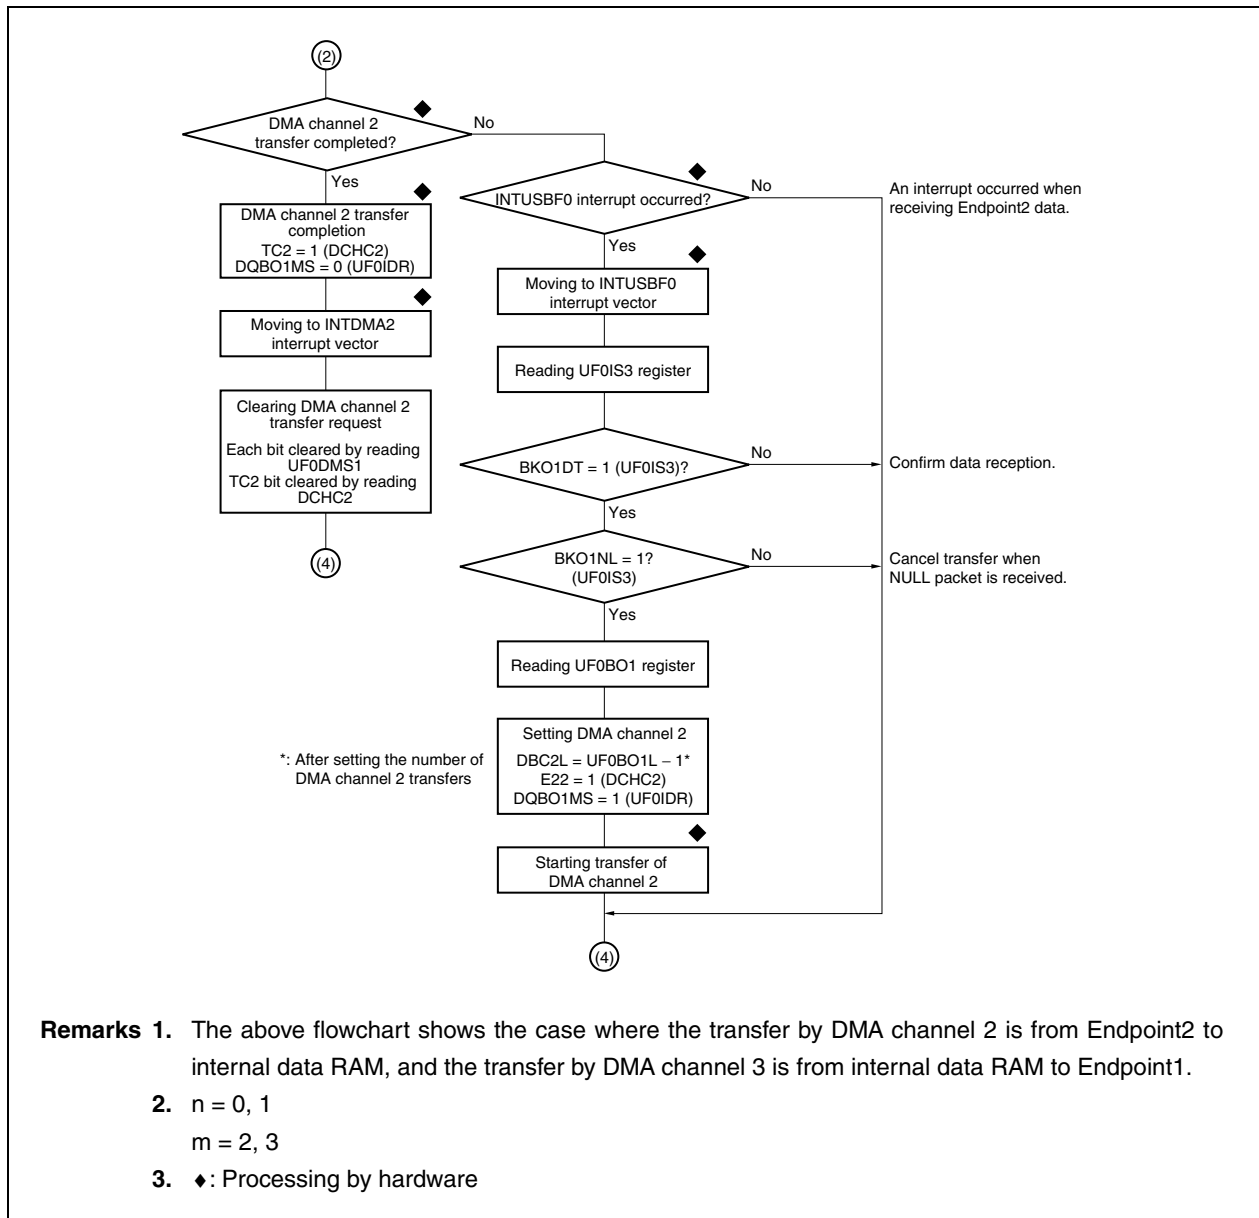 (2)
DMA channel 2
transfer completed?
◆
No
Yes
◆
DMA channel 2 transfer
completion
TC2 = 1 (DCHC2)
DQBO1MS = 0 (UF0IDR)
◆
Moving to INTDMA2
interrupt vector
Clearing DMA channel 2
transfer request
Each bit cleared by reading
UF0DMS1
TC2 bit cleared by reading
DCHC2
(4)
◆
INTUSBF0 interrupt occurred?
No
An interrupt occurred when
receiving Endpoint2 data.
Yes
◆
Moving to INTUSBF0
interrupt vector
Reading UF0IS3 register
BKO1DT = 1 (UF0IS3)?
No
Confirm data reception.
Yes
BKO1NL = 1?
(UF0IS3)
No
Cancel transfer when
NULL packet is received.
Yes
Reading UF0BO1 register
Setting DMA channel 2
DBC2L = UF0BO1L − 1*
E22 = 1 (DCHC2)
DQBO1MS = 1 (UF0IDR)
*: After setting the number of
DMA channel 2 transfers
◆
Starting transfer of
DMA channel 2
(4)
Remarks 1. The above flowchart shows the case where the transfer by DMA channel 2 is from Endpoint2 to
internal data RAM, and the transfer by DMA channel 3 is from internal data RAM to Endpoint1.
2. n = 0, 1
m = 2, 3
3. ♦: Processing by hardware